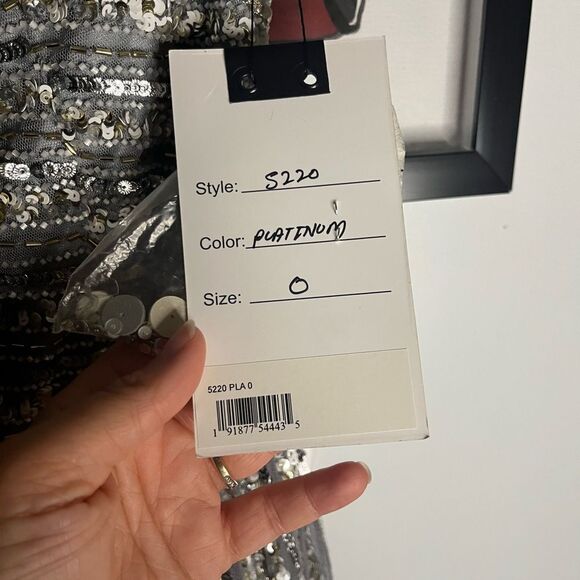 Style: 5220
Color: PLATINUM
Size: 0
5220 PLA 0
1 91877 54443 5